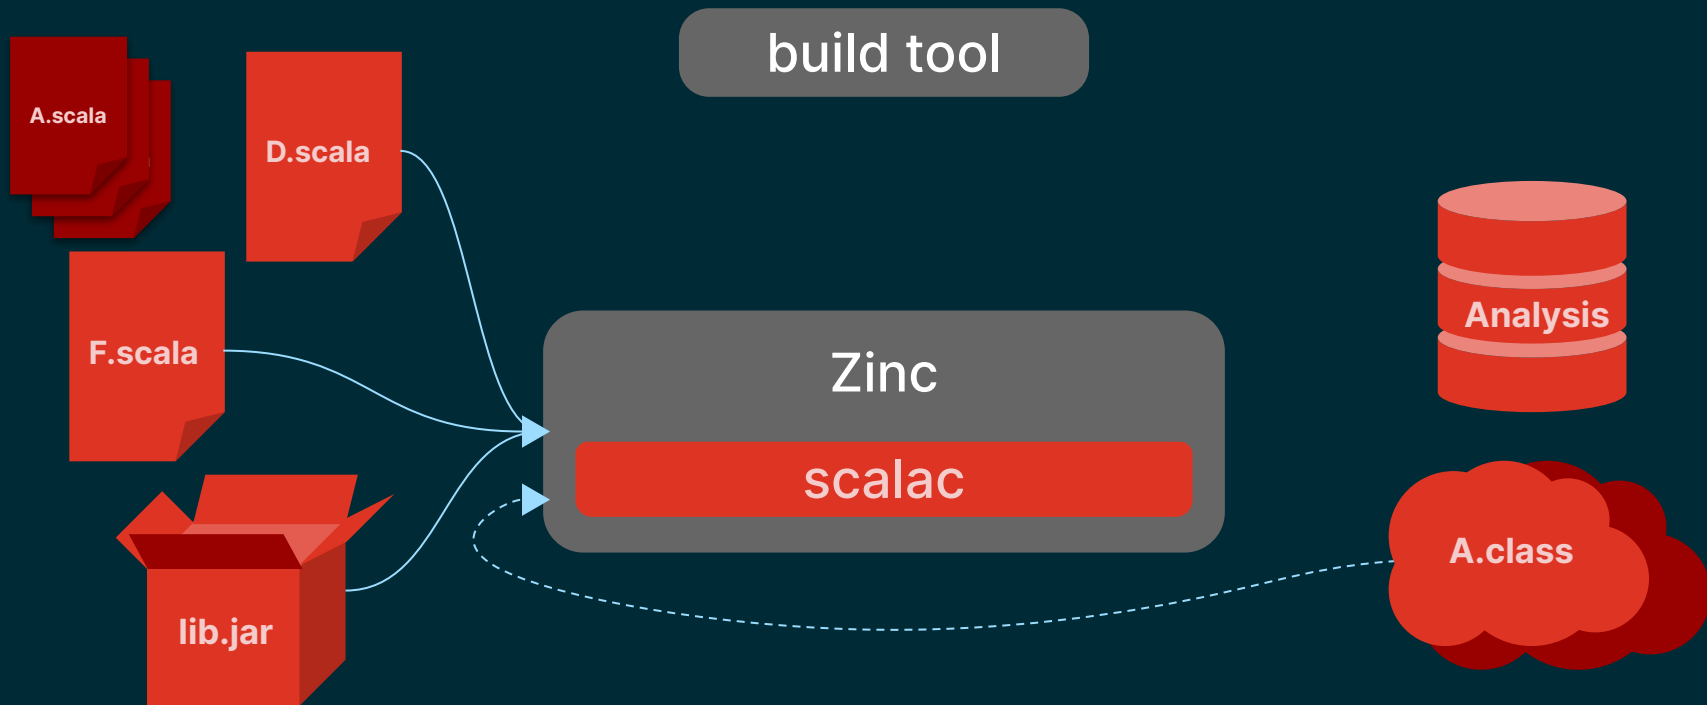 build tool
A.scala
D.scala
F.scala
lib.jar
Zinc
scalac
Analysis
A.class